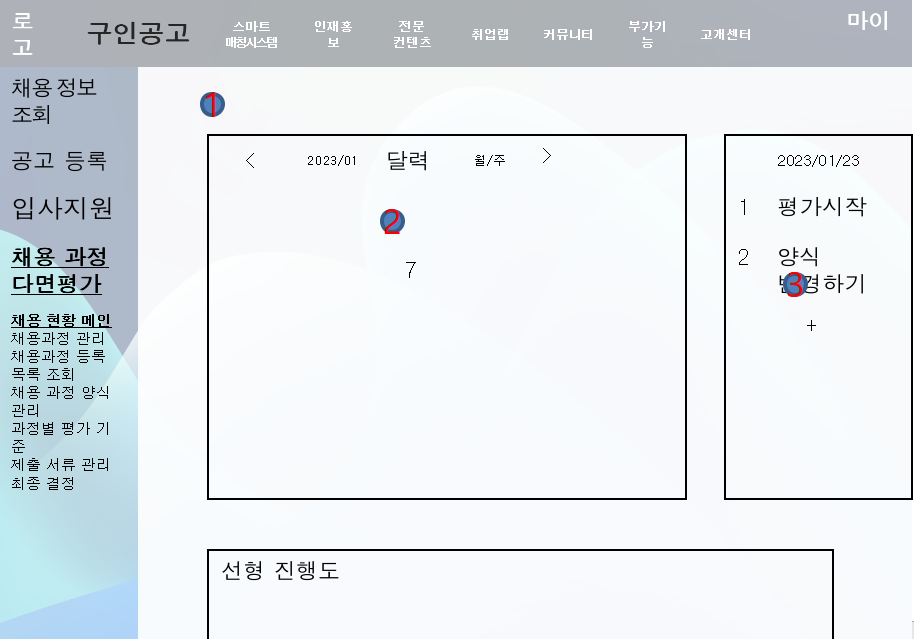 로
고
구인공고
스마트
매칭시스템
인재 홍
보
전문
컨텐츠
취업랩
커뮤니티
부가기
능
고객센터
마이
채용 정보
조회
공고 등록
입사지원
채용 과정
다면평가
채용 현황 메인
채용과정 관리
채용과정 등록
목록 조회
채용 과정 양식
관리
과정별 평가 기
준
제출 서류 관리
최종 결정
1
< 2023/01 달력 월/주 >
2
7
2023/01/23
1 평가시작
2 양식
변경하기
3
+
선형 진행도